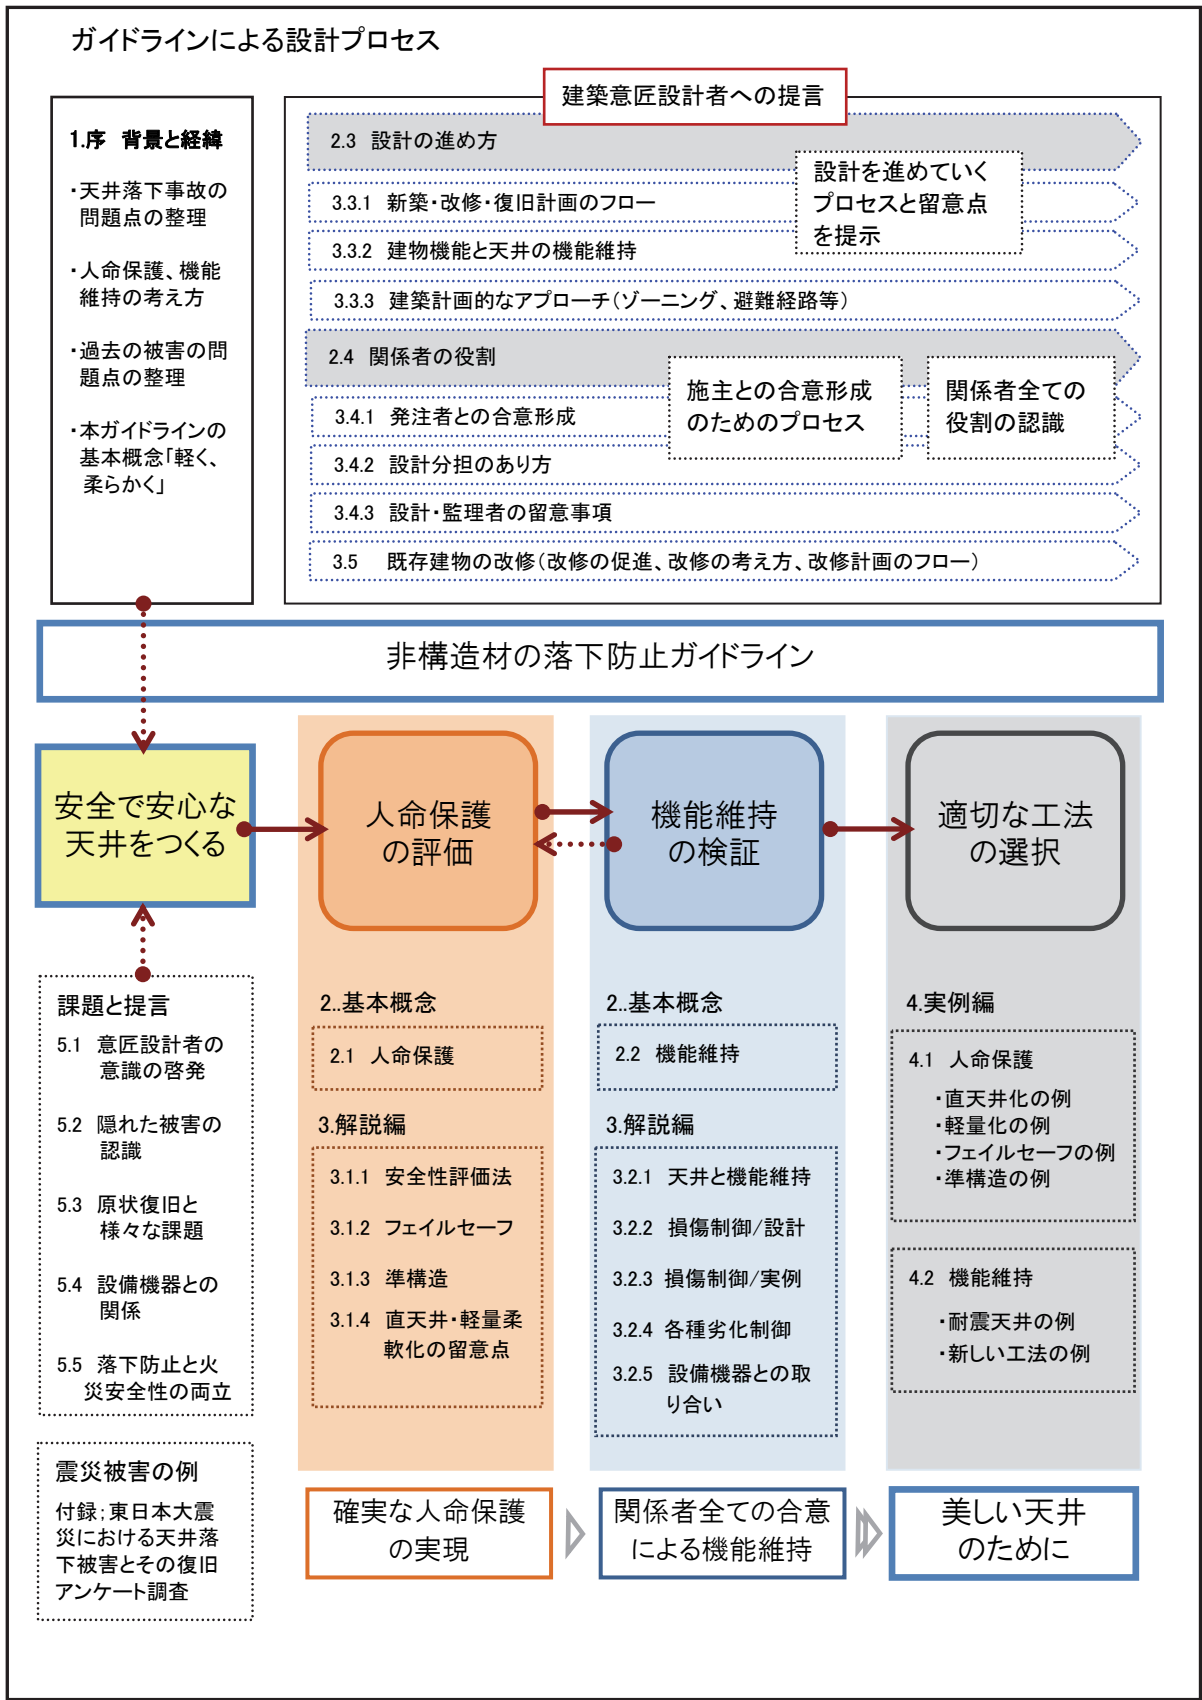 ガイドラインによる設計プロセス
1.序 背景と経緯
・天井落下事故の
問題点の整理
・人命保護、機能
維持の考え方
・過去の被害の問
題点の整理
・本ガイドラインの
基本概念「軽く、
柔らかく」
建築意匠設計者への提言
2.3 設計の進め方
設計を進めていく
プロセスと留意点
を提示
3.3.1 新築・改修・復旧計画のフロー
3.3.2 建物機能と天井の機能維持
3.3.3 建築計画的なアプローチ(ゾーニング、避難経路等)
2.4 関係者の役割
施主との合意形成
のためのプロセス
関係者全ての
役割の認識
3.4.1 発注者との合意形成
3.4.2 設計分担のあり方
3.4.3 設計・監理者の留意事項
3.5 既存建物の改修(改修の促進、改修の考え方、改修計画のフロー)
非構造材の落下防止ガイドライン
安全で安心な
天井をつくる
人命保護
の評価
機能維持
の検証
適切な工法
の選択
課題と提言
5.1 意匠設計者の
意識の啓発
5.2 隠れた被害の
認識
5.3 原状復旧と
様々な課題
5.4 設備機器との
関係
5.5 落下防止と火
災安全性の両立
震災被害の例
付録;東日本大震
災における天井落
下被害とその復旧
アンケート調査
2..基本概念
2.1 人命保護
3.解説編
3.1.1 安全性評価法
3.1.2 フェイルセーフ
3.1.3 準構造
3.1.4 直天井・軽量柔
軟化の留意点
確実な人命保護
の実現
2..基本概念
2.2 機能維持
3.解説編
3.2.1 天井と機能維持
3.2.2 損傷制御/設計
3.2.3 損傷制御/実例
3.2.4 各種劣化制御
3.2.5 設備機器との取
り合い
関係者全ての合意
による機能維持
4.実例編
4.1 人命保護
・直天井化の例
・軽量化の例
・フェイルセーフの例
・準構造の例
4.2 機能維持
・耐震天井の例
・新しい工法の例
美しい天井
のために